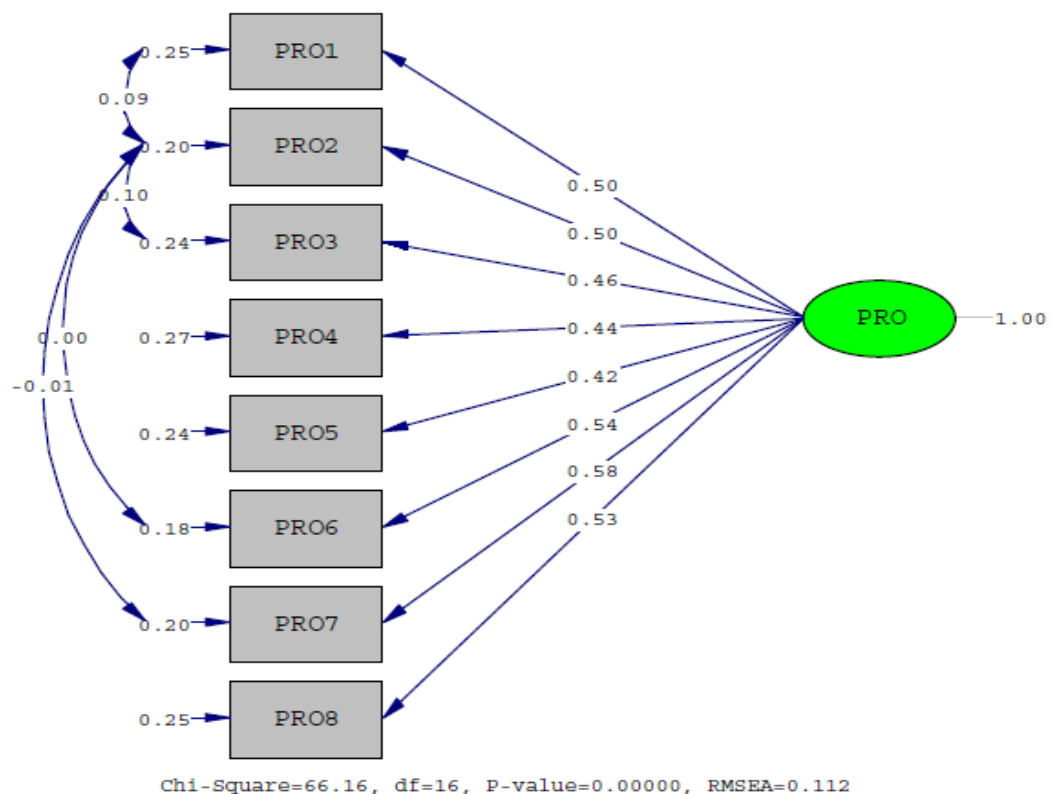 0.25 PRO1
0.09
0.20 PRO2
0.50
0.10
0.50
0.24 PRO3
0.46
PRO 1.00
0.00 0.27 PRO4 0.44
-0.01
0.42
0.24 PRO5 0.54
0.58
0.18 PRO6 0.53
0.20 PRO7
0.25 PRO8
Chi-Square=66.16, df=16, P-value=0.00000, RMSEA=0.112